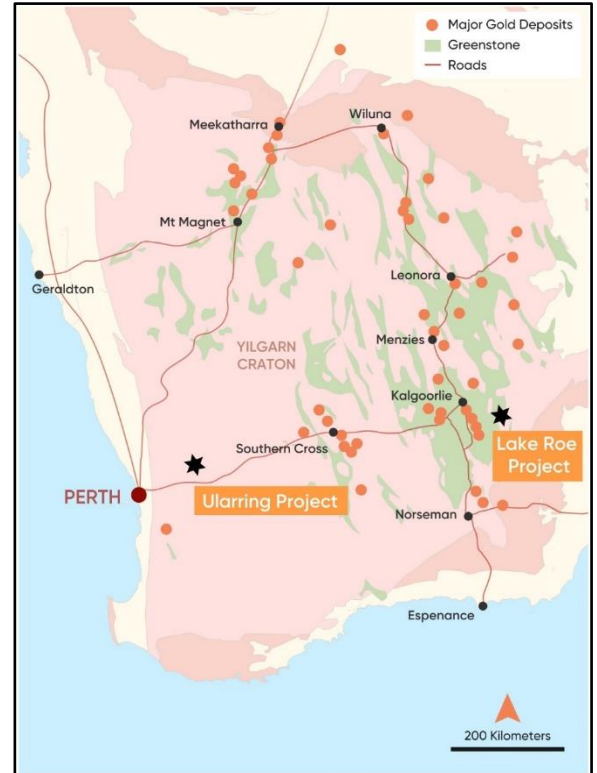 Major Gold Deposits
Greenstone
Roads
Meekatharra
Wiluna
Mt Magnet
Geraldton
Leonora
YILGARN
CRATON
Menzies
Kalgoorlie
Southern Cross
Lake Roe
Project
PERTH
Ularring Project
Norseman
Espenance
200 Kilometers